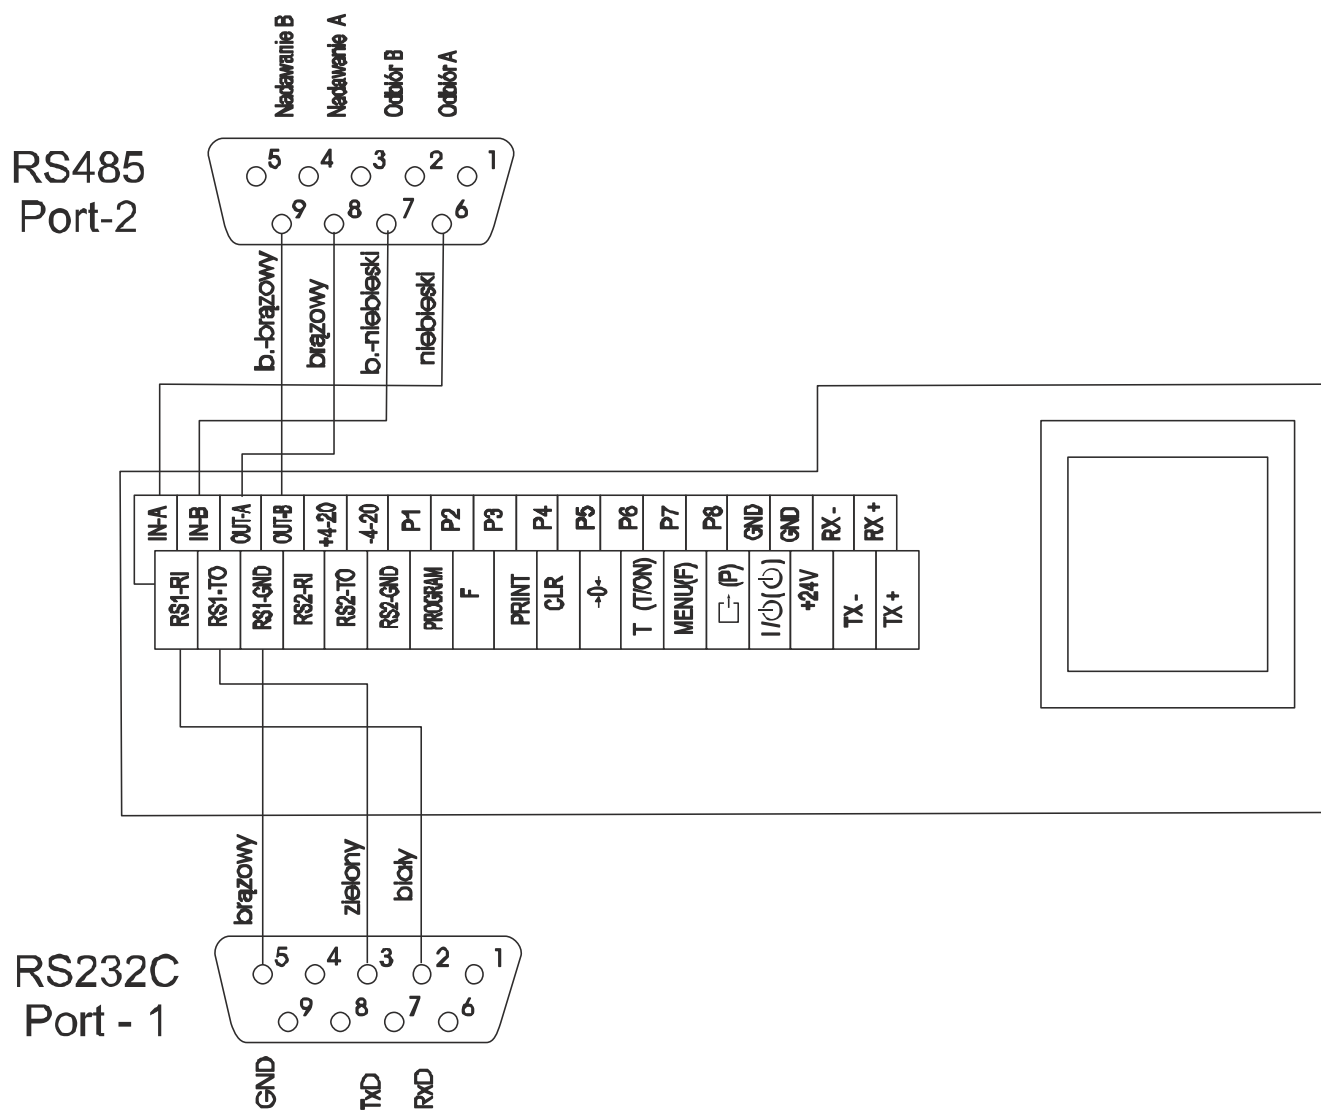 Nadawanie B
Nadawanie A
Odbiór B
Odbiór A
RS485
Port-2
5 4 3 2 1
9 8 7 6
b.-brązowy
brązowy
b.-niebieski
niebieski
IN-A
IN-B
OUT-A
OUT-B
+4-20
-4-20
P1
P2
P3
P4
P5
P6
P7
P8
GND
GND
RX -
RX +
RS1-RI
RS1-TO
RS1-GND
RS2-RI
RS2-TO
RS2-GND
PROGRAM
F
PRINT
CLR
→0←
T (T/ON)
MENU(F)
(P)
I /⏻(⏻)
+24V
TX -
TX +
brązowy
zielony
biały
RS232C
Port - 1
5 4 3 2 1
9 8 7 6
GND
TxD
RxD